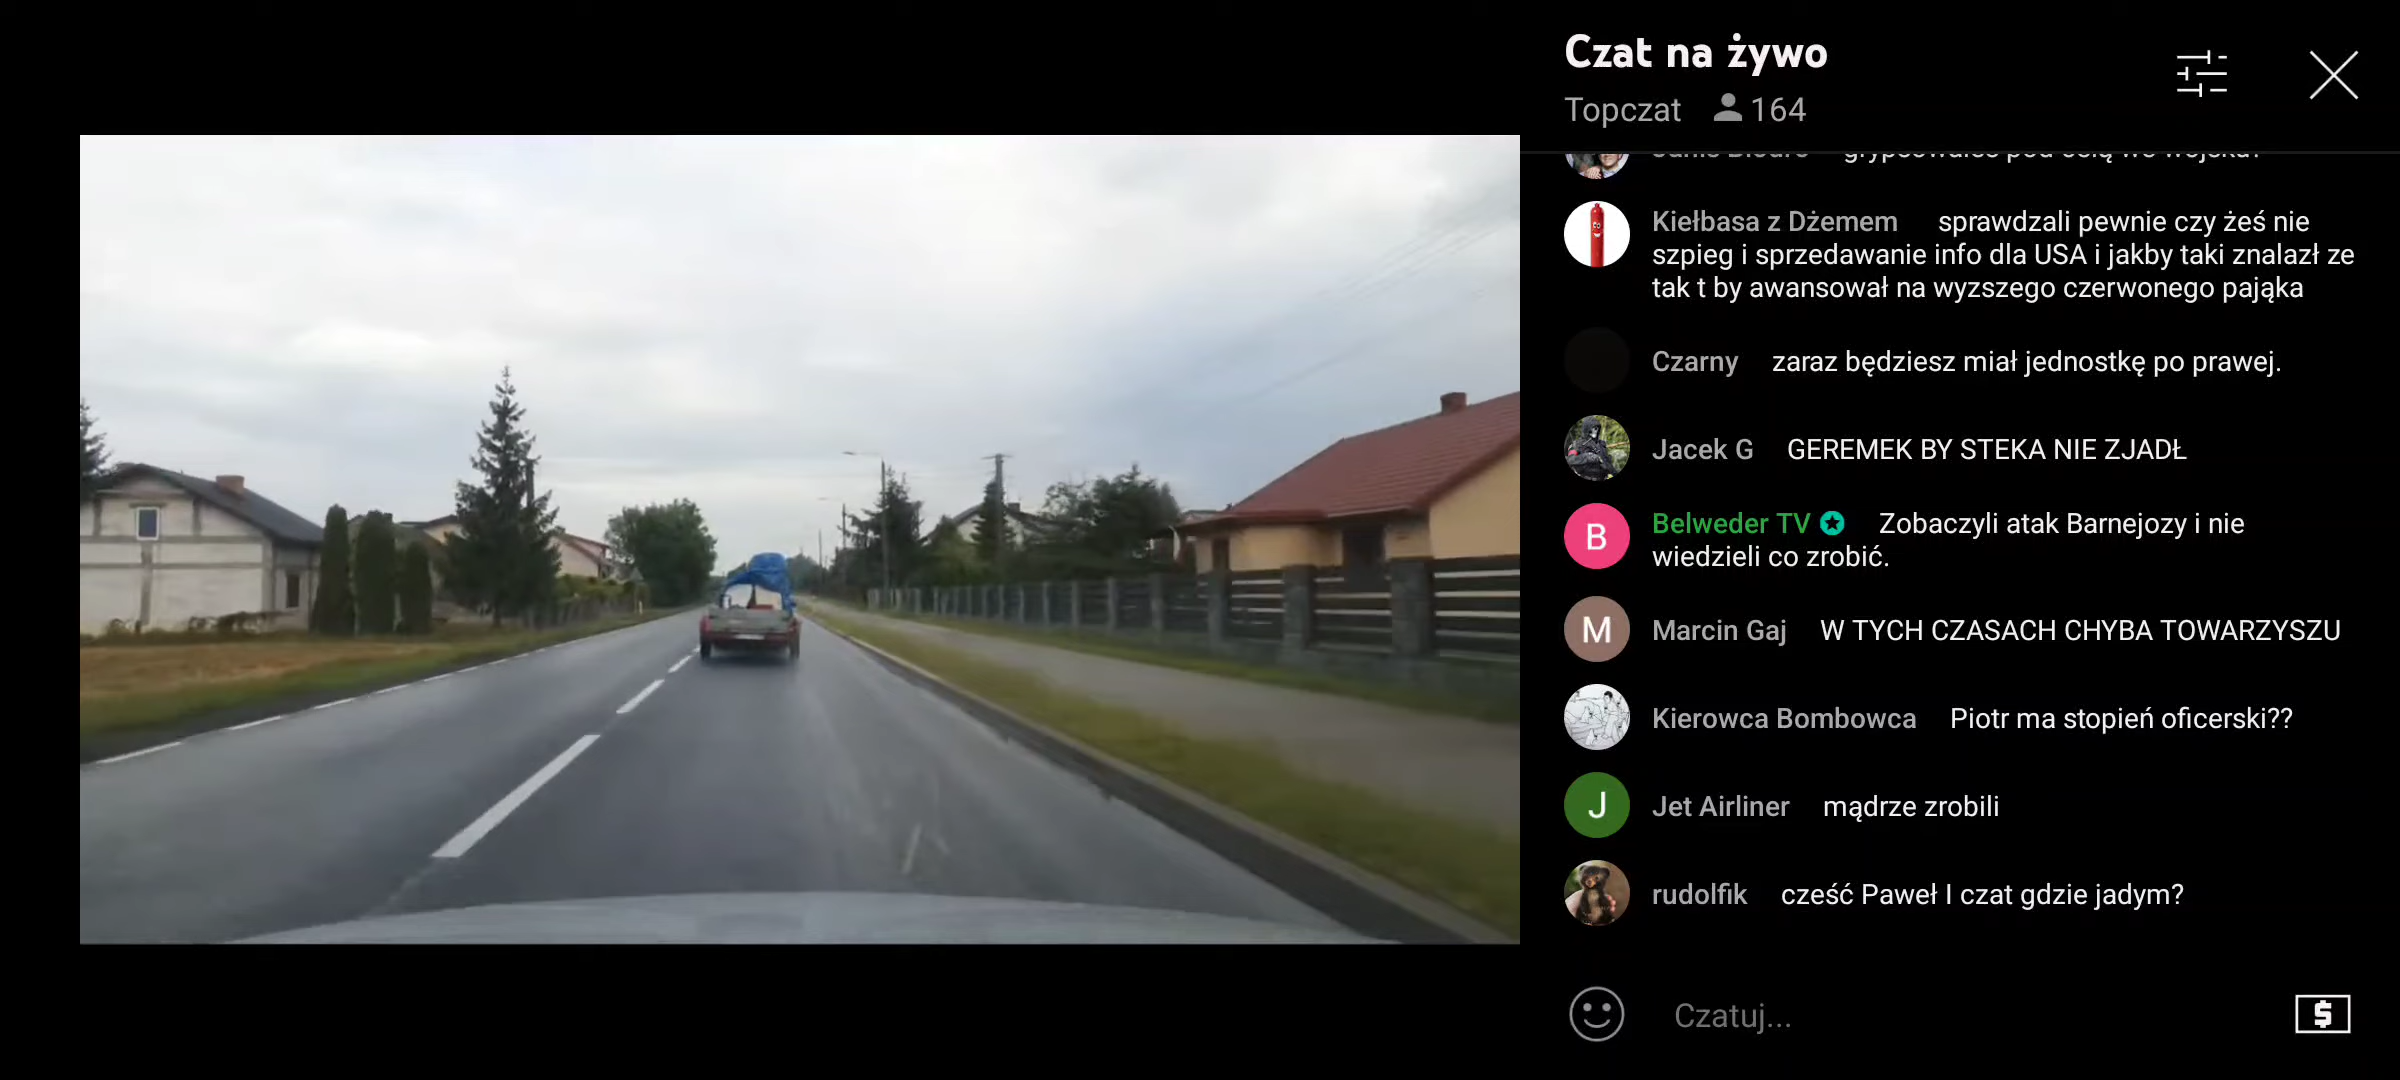 Czat na żywo
Topczat 164
Kiełbasa z Dżemem sprawdzali pewnie czy żeś nie
szpieg i sprzedawanie info dla USA i jakby taki znalazł ze
tak t by awansował na wyzszego czerwonego pająka
Czarny zaraz będziesz miał jednostkę po prawej.
Jacek G GEREMEK BY STEKA NIE ZJADŁ
B Belweder TV Zobaczyli atak Barnejozy i nie
wiedzieli co zrobić.
M Marcin Gaj W TYCH CZASACH CHYBA TOWARZYSZU
Kierowca Bombowca Piotr ma stopień oficerski??
J Jet Airliner mądrze zrobili
rudolfik cześć Paweł I czat gdzie jadym?
Czatuj...
$